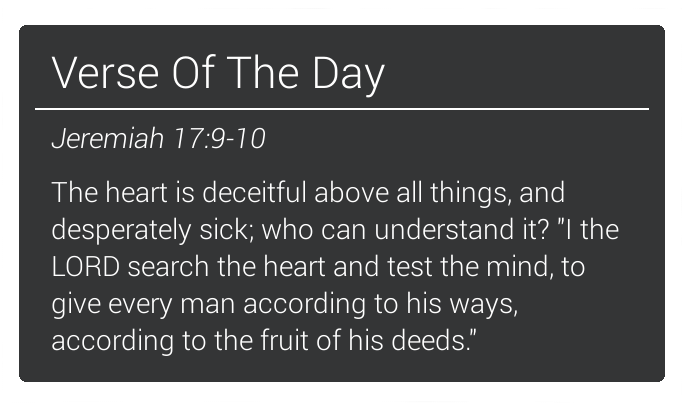 Verse Of The Day
Jeremiah 17:9-10
The heart is deceitful above all things, and
desperately sick; who can understand it? "I the
LORD search the heart and test the mind, to
give every man according to his ways,
according to the fruit of his deeds."